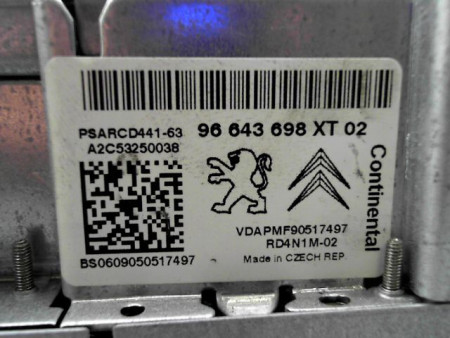 PSARCD441-63
96 643 698 XT 02
A2C53250038
Continental
VDAPMF90517497
RD4N1M-02
BS0609050517497
Made in CZECH REP.